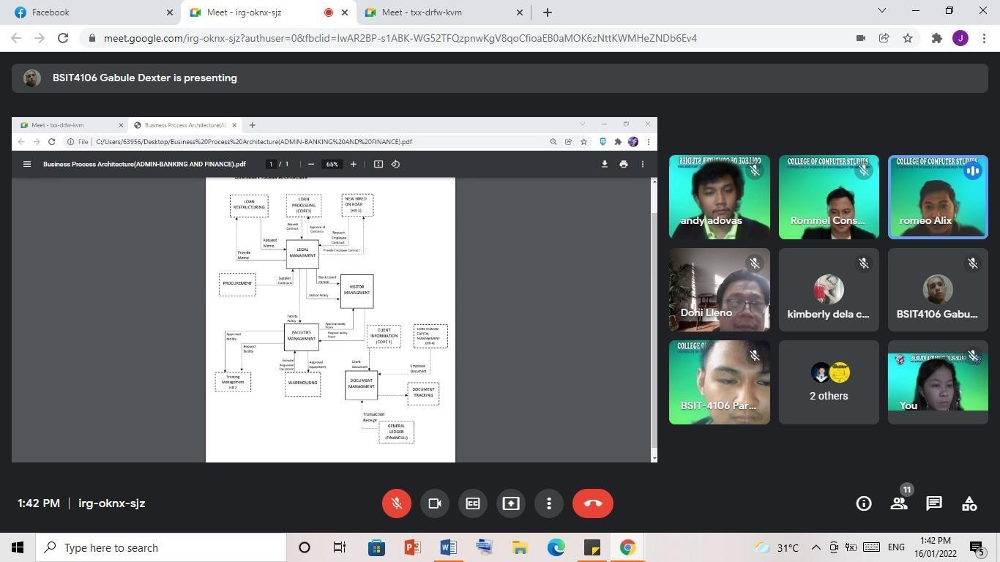 Facebook
Meet - irg-oknx-sjz
Meet - txx-drfw-kvm
meet.google.com/irg-oknx-sjz?authuser=0&fbclid=IwAR2BP-s1ABK-WG52TFQzpnwKgV8qoCfioaEB0aMOK6zNttKWMHeZNDb6Ev4
J
BSIT4106 Gabule Dexter is presenting
Meet - txx-drfw-kvm
Business Process Architecture(AD
File | C:/Users/63956/Desktop/Business%20Process%20Architecture(ADMIN-BANKING%20AND%20FINANCE).pdf
Business Process Architecture(ADMIN-BANKING AND FINANCE).pdf
1 / 1
65%
Business Process Architecture
LOAN
RESTRUCTURING
LOAN
PROCESSING
(CORE1)
NEW HIRED
ON BOAR
(HR 1)
Request
Contract
Approve of
Contracts
Request
Employee
Contract
Request
Memo
Provide
Memo
LEGAL
MANAGMENT
Provide Employee Contract
PROCUREMENT
Supplier
Contracts
Black Listed
Person
Visitor Policy
VISITOR
MANAGMENT
Facility
Policy
Approval facility
Room
Request facility
Room
FACILITIES
MANAGEMENT
Approved
facility
Request
facility
CLIENT
INFORMATION
(CORE 1)
CORE HUMAN
CAPITAL
MANAGEMENT
(HR 4)
Forward
Requested
Equipment
Approval
Equipment
Client
Document
Employee
Document
Training
Management
HR 2
WAREHOUSING
DOCUMENT
MANAGMENT
DOCUMENT
TRACKING
Transaction
Receipt
GENERAL
LEDGER
(FINANCIAL)
COLLEGE OF COMPUTER STUDIES
andy adovas
COLLEGE OF COMPUTER STUDIES
Rommel Cons...
COLLEGE OF COMPUTER STUDIES
romeo Alix
Doni Lleno
kimberly dela c...
BSIT4106 Gabu...
COLLEGE O
BSIT-4106 Par...
2 others
You
1:42 PM | irg-oknx-sjz
11
Type here to search
31°C
ENG
1:42 PM
16/01/2022
5